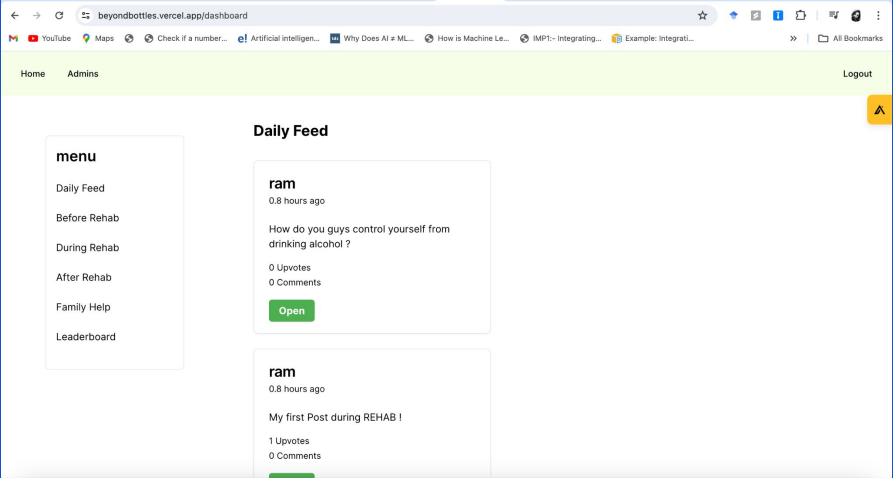 beyondbottles.vercel.app/dashboard
YouTube Maps Check if a number... Artificial intelligen... Why Does AI ≠ ML... How is Machine Le... IMP1:- Integrating... Example: Integrati... » All Bookmarks
Home Admins Logout
Daily Feed
menu
Daily Feed
Before Rehab
During Rehab
After Rehab
Family Help
Leaderboard
ram
0.8 hours ago
How do you guys control yourself from
drinking alcohol ?
0 Upvotes
0 Comments
Open
ram
0.8 hours ago
My first Post during REHAB !
1 Upvotes
0 Comments